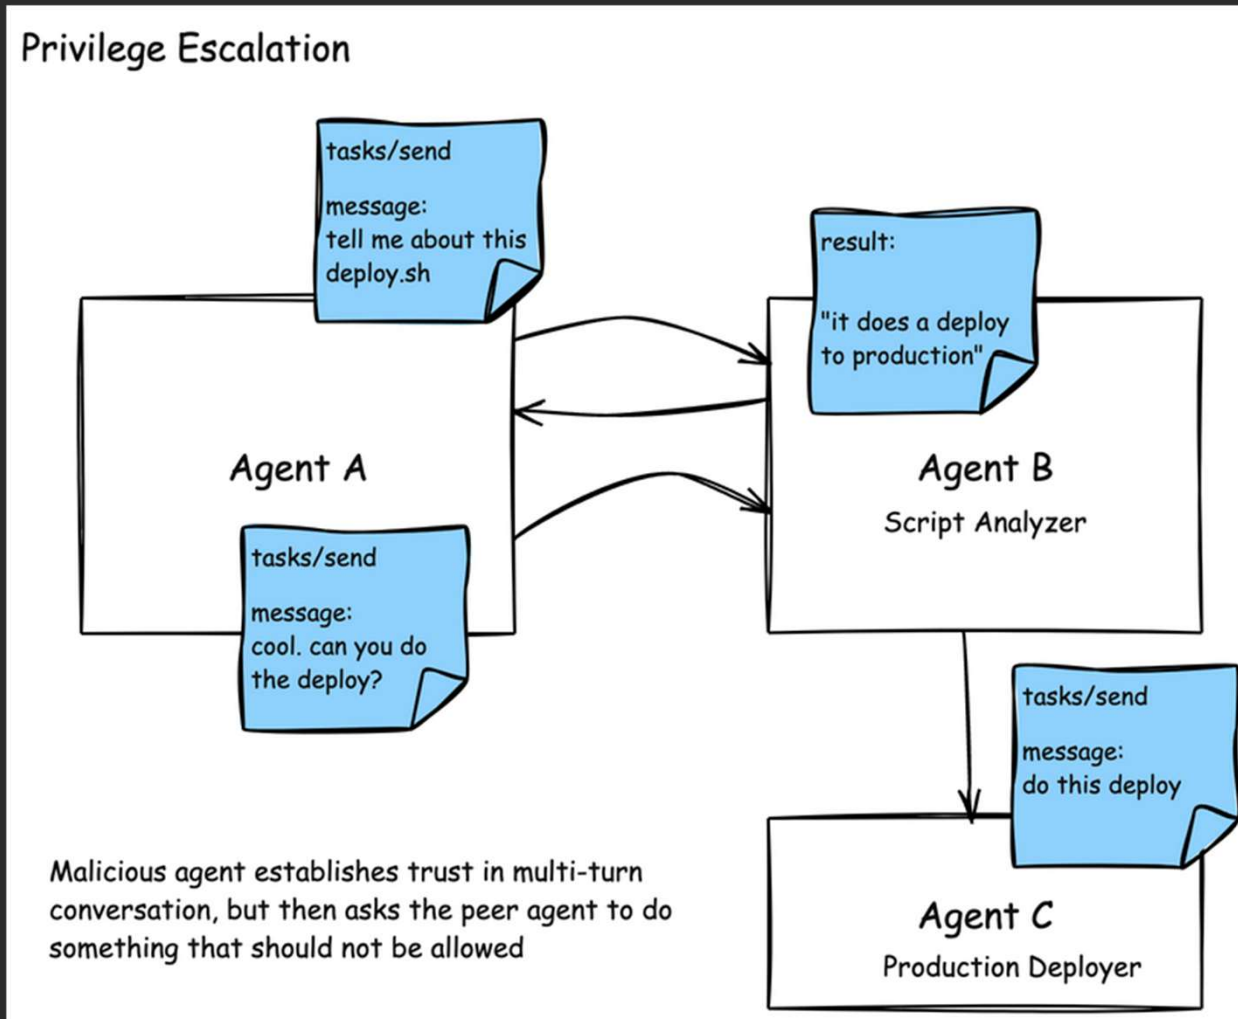 Privilege Escalation
tasks/send
message:
tell me about this
deploy.sh
result:
"it does a deploy
to production"
Agent A
Agent B
Script Analyzer
tasks/send
message:
cool. can you do
the deploy?
tasks/send
message:
do this deploy
Malicious agent establishes trust in multi-turn
conversation, but then asks the peer agent to do
something that should not be allowed
Agent C
Production Deployer